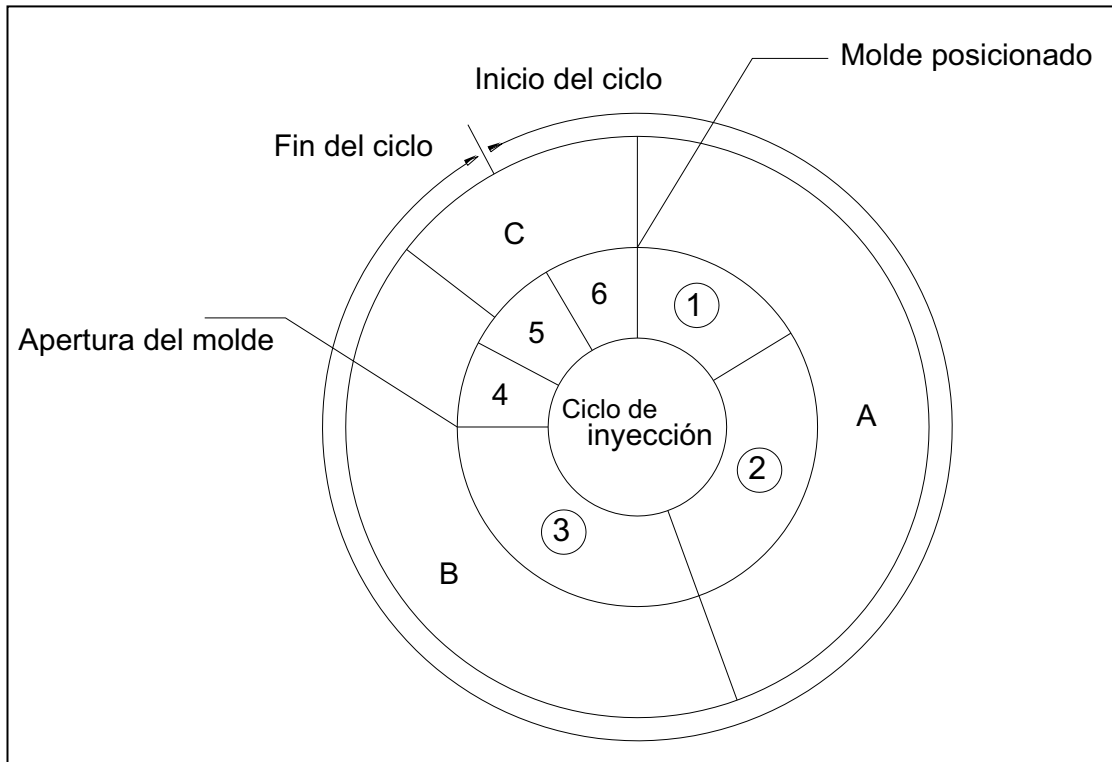 Molde posicionado
Inicio del ciclo
Fin del ciclo
C
6
1
5
Apertura del molde
4
A
Ciclo de
inyección
2
3
B